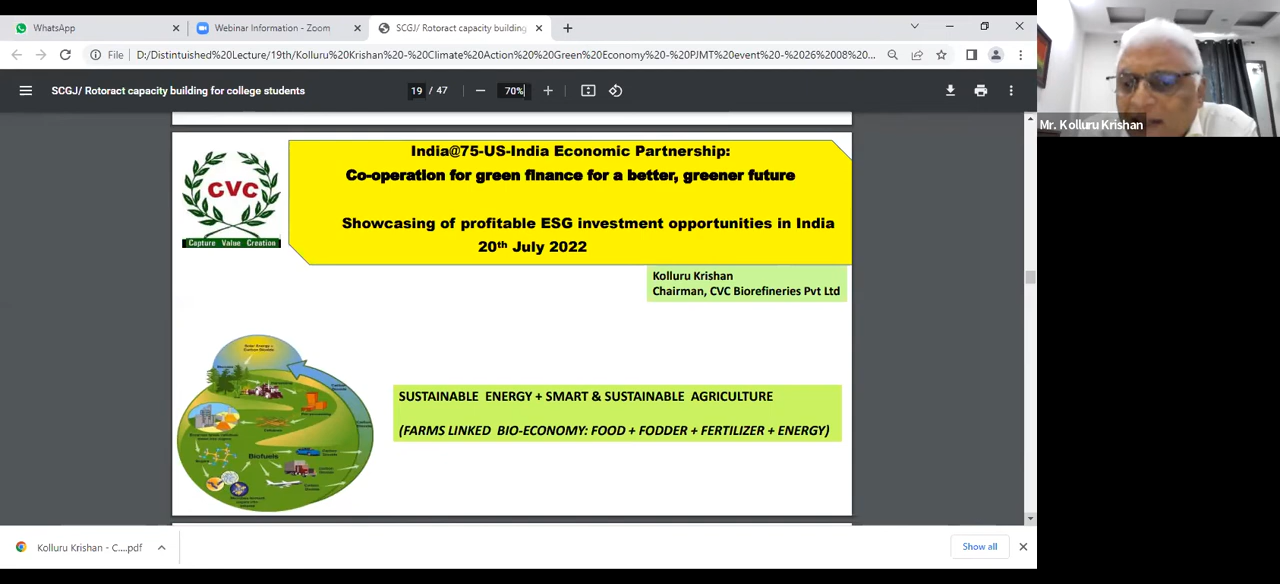 WhatsApp
Webinar Information - Zoom
SCGJ/ Rotoract capacity building
File
D:/Distintuished%20Lecture/19th/Kolluru%20Krishan%20-%20Climate%20Action%20%20Green%20Economy%20-%20PJMT%20event%20-%2026%2008%20...
SCGJ/ Rotoract capacity building for college students
19 / 47
70%
Mr. Kolluru Krishan
CVC
Capture Value Creation
India@75-US-India Economic Partnership:
Co-operation for green finance for a better, greener future
Showcasing of profitable ESG investment opportunities in India
20th July 2022
Kolluru Krishan
Chairman, CVC Biorefineries Pvt Ltd
Biofuels
SUSTAINABLE ENERGY + SMART & SUSTAINABLE AGRICULTURE
(FARMS LINKED BIO-ECONOMY: FOOD + FODDER + FERTILIZER + ENERGY)
Kolluru Krishan - C....pdf
Show all